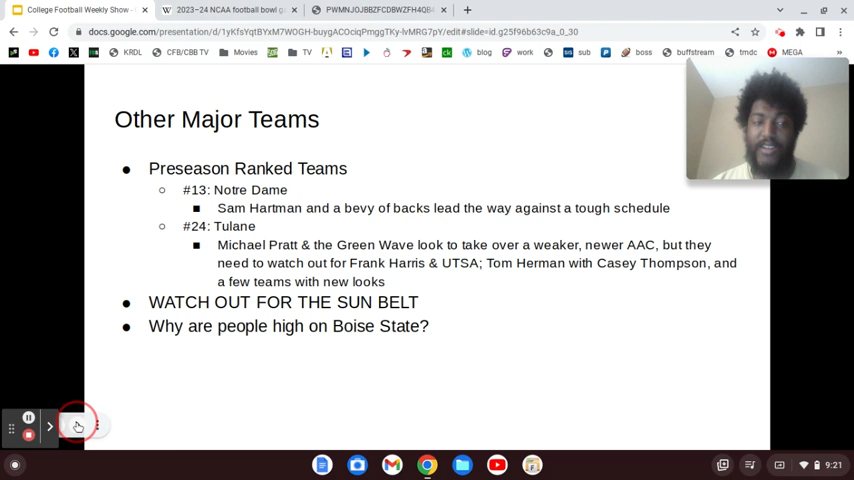 College Football Weekly Show -
2023–24 NCAA football bowl g
PWMNJOJBBZFCDBWZFH4QB
docs.google.com/presentation/d/1yKfsYqtBYxM7WOGH-buygACOciqPmggTKy-lvMRG7pY/edit#slide=id.g25f96b63c9a_0_30
KRDL
CFB/CBB TV
Movies
TV
blog
work
sub
boss
buffstream
tmdc
MEGA
Other Major Teams
● Preseason Ranked Teams
○ #13: Notre Dame
■ Sam Hartman and a bevy of backs lead the way against a tough schedule
○ #24: Tulane
■ Michael Pratt & the Green Wave look to take over a weaker, newer AAC, but they
need to watch out for Frank Harris & UTSA; Tom Herman with Casey Thompson, and
a few teams with new looks
● WATCH OUT FOR THE SUN BELT
● Why are people high on Boise State?
9:21